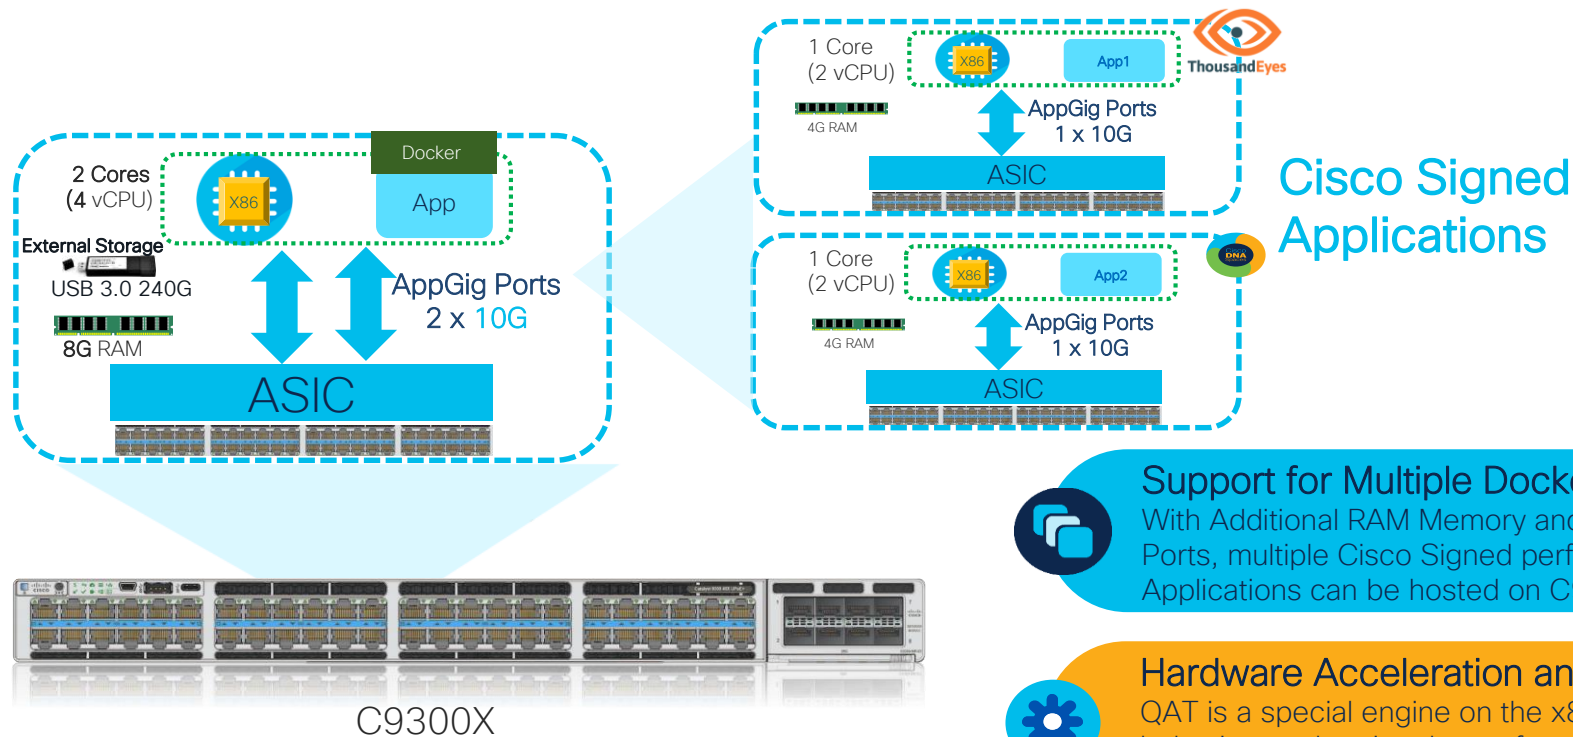 2 Cores
(4 vCPU)
X86
Docker
App
External Storage
USB 3.0 240G
8G RAM
AppGig Ports
2 x 10G
ASIC
1 Core
(2 vCPU)
X86
App1
ThousandEyes
4G RAM
AppGig Ports
1 x 10G
ASIC
1 Core
(2 vCPU)
X86
App2
DNA
4G RAM
AppGig Ports
1 x 10G
ASIC
Cisco Signed
Applications
C9300X
Support for Multiple Docke
With Additional RAM Memory and
Ports, multiple Cisco Signed perf
Applications can be hosted on C
Hardware Acceleration an
QAT is a special engine on the x8